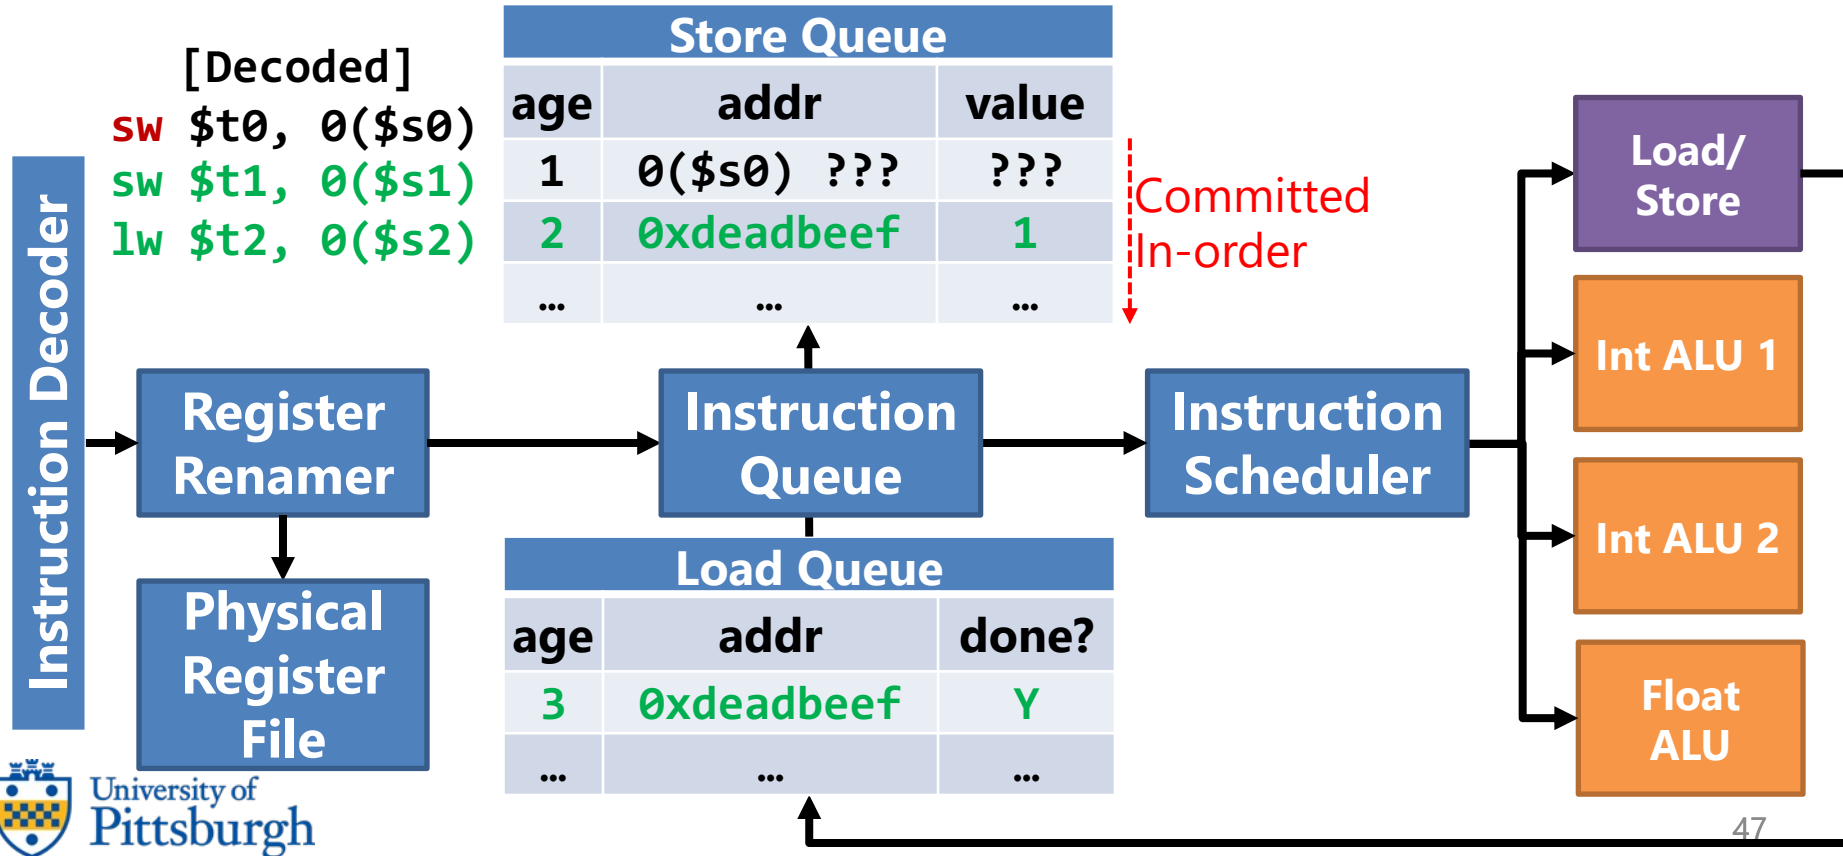 [Decoded]
sw $t0, 0($s0)
sw $t1, 0($s1)
lw $t2, 0($s2)
Store Queue
age addr value
1 0($s0) ??? ???
2 0xdeadbeef 1
… … …
Committed
In-order
Instruction Decoder
Register
Renamer
Physical
Register
File
Instruction
Queue
Load Queue
age addr done?
3 0xdeadbeef Y
… … …
Instruction
Scheduler
Load/
Store
Int ALU 1
Int ALU 2
Float
ALU
University of
Pittsburgh
47